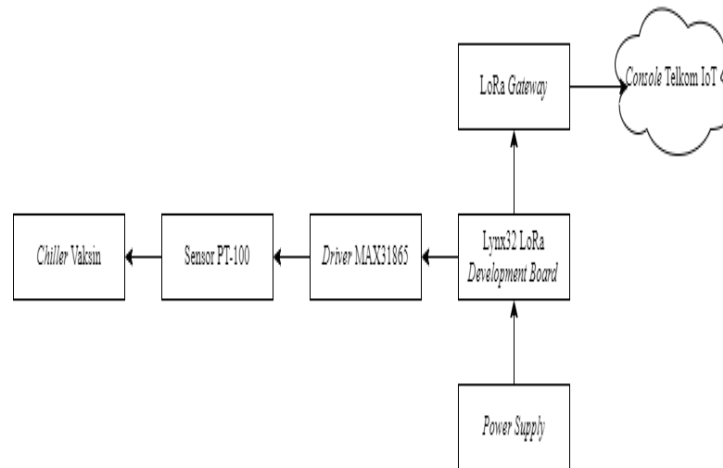 LoRa Gateway
Console Telkom IoT
Chiller Vaksin
Sensor PT-100
Driver MAX31865
Lynx32 LoRa
Development Board
Power Supply